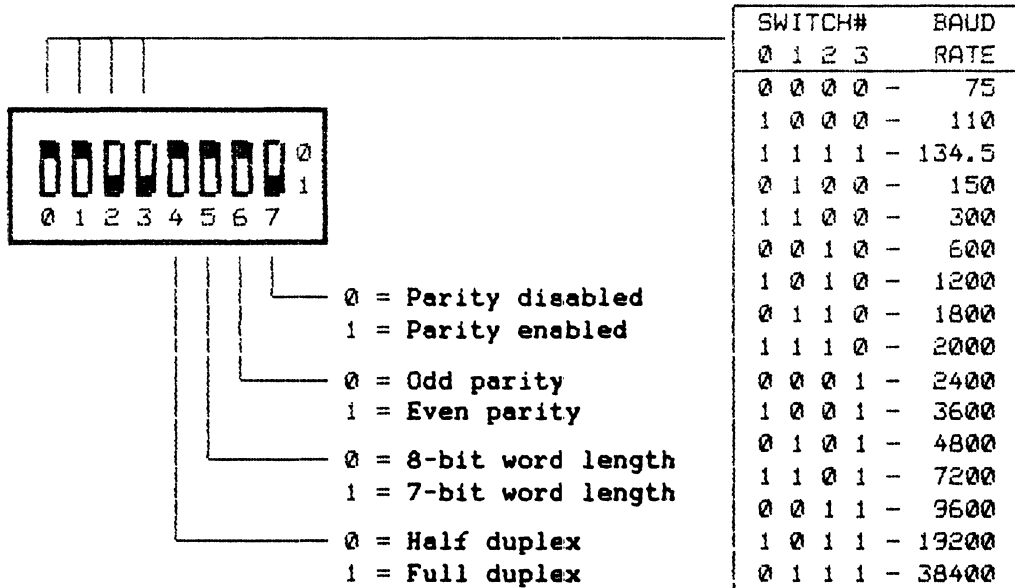 0
1
0 1 2 3 4 5 6 7
0 = Parity disabled
1 = Parity enabled
0 = Odd parity
1 = Even parity
0 = 8-bit word length
1 = 7-bit word length
0 = Half duplex
1 = Full duplex
SWITCH# BAUD
0 1 2 3 RATE
0 0 0 0 - 75
1 0 0 0 - 110
1 1 1 1 - 134.5
0 1 0 0 - 150
1 1 0 0 - 300
0 0 1 0 - 600
1 0 1 0 - 1200
0 1 1 0 - 1800
1 1 1 0 - 2000
0 0 0 1 - 2400
1 0 0 1 - 3600
0 1 0 1 - 4800
1 1 0 1 - 7200
0 0 1 1 - 9600
1 0 1 1 - 19200
0 1 1 1 - 38400